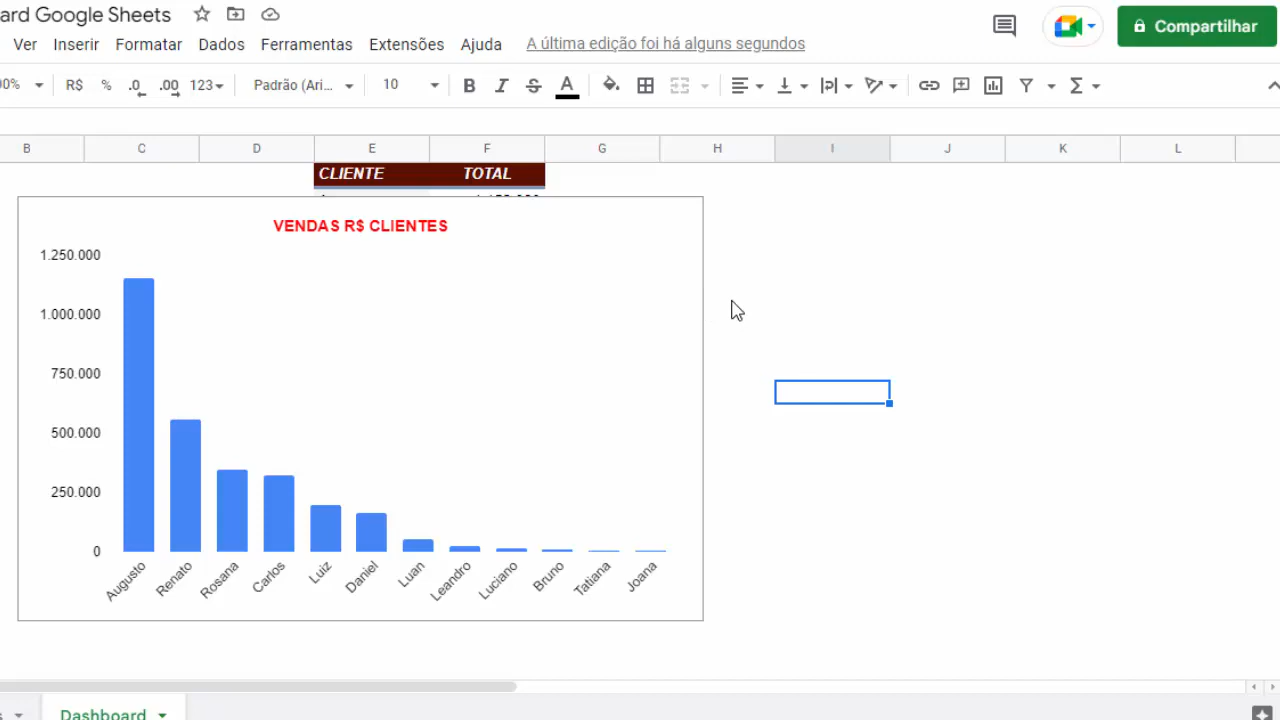 ard Google Sheets
Ver Inserir Formatar Dados Ferramentas Extensões Ajuda A última edição foi há alguns segundos Compartilhar
0% R$ % .0 .00 123 Padrão (Ari... 10 B I S A Σ
B C D E F G H I J K L
CLIENTE TOTAL
VENDAS R$ CLIENTES
1.250.000
1.000.000
750.000
500.000
250.000
0
Augusto Renato Rosana Carlos Luiz Daniel Luan Leandro Luciano Bruno Tatiana Joana
Dashboard